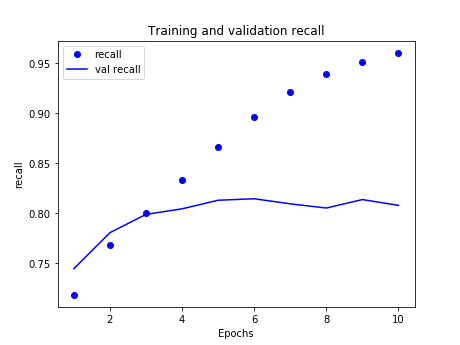 Training and validation recall
recall
val recall
recall
0.95
0.90
0.85
0.80
0.75
2 4 6 8 10
Epochs